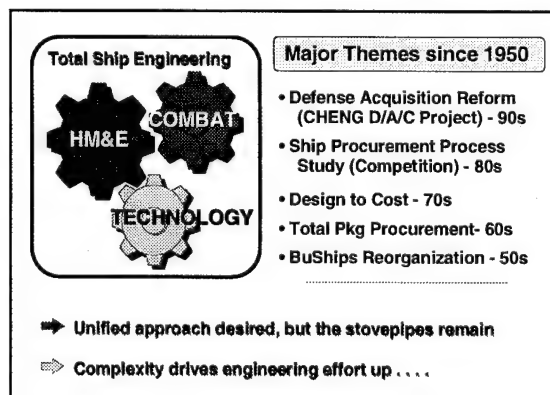 Total Ship Engineering
HM&E
COMBAT
TECHNOLOGY
Major Themes since 1950
• Defense Acquisition Reform
(CHENG D/A/C Project) - 90s
• Ship Procurement Process
Study (Competition) - 80s
• Design to Cost - 70s
• Total Pkg Procurement- 60s
• BuShips Reorganization - 50s
Unified approach desired, but the stovepipes remain
Complexity drives engineering effort up . . . .